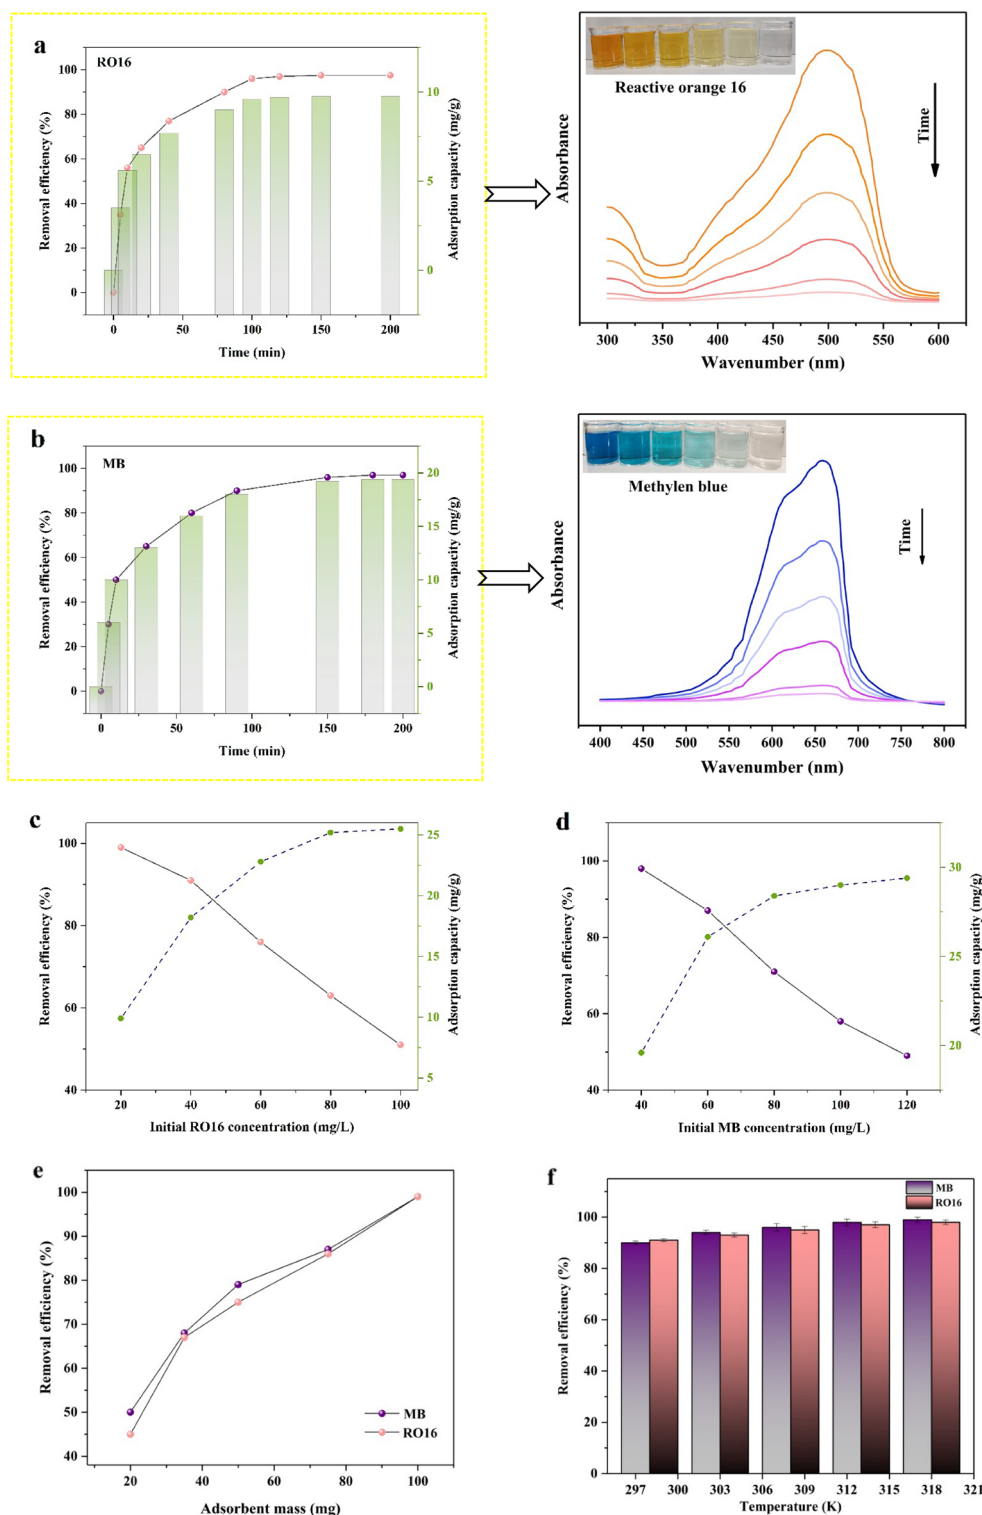 a
RO16
Removal efficiency (%)
100
80
60
40
20
0
10
5
0
Adsorption capacity (mg/g)
0
50
100
150
200
Time (min)
Reactive orange 16
Absorbance
Time
300
350
400
450
500
550
600
Wavenumber (nm)
b
MB
Removal efficiency (%)
100
80
60
40
20
0
20
15
10
5
0
Adsorption capacity (mg/g)
0
50
100
150
200
Time (min)
Methylen blue
Absorbance
Time
400
450
500
550
600
650
700
750
800
Wavenumber (nm)
c
Removal efficiency (%)
100
80
60
40
25
20
15
10
5
Adsorption capacity (mg/g)
20
40
60
80
100
Initial RO16 concentration (mg/L)
d
Removal efficiency (%)
100
80
60
40
30
25
20
Adsorption capacity (mg/g)
40
60
80
100
120
Initial MB concentration (mg/L)
e
Removal efficiency (%)
100
90
80
70
60
50
40
MB
RO16
20
40
60
80
100
Adsorbent mass (mg)
f
MB
RO16
Removal efficiency (%)
100
80
60
40
20
0
297
300
303
306
309
312
315
318
321
Temperature (K)